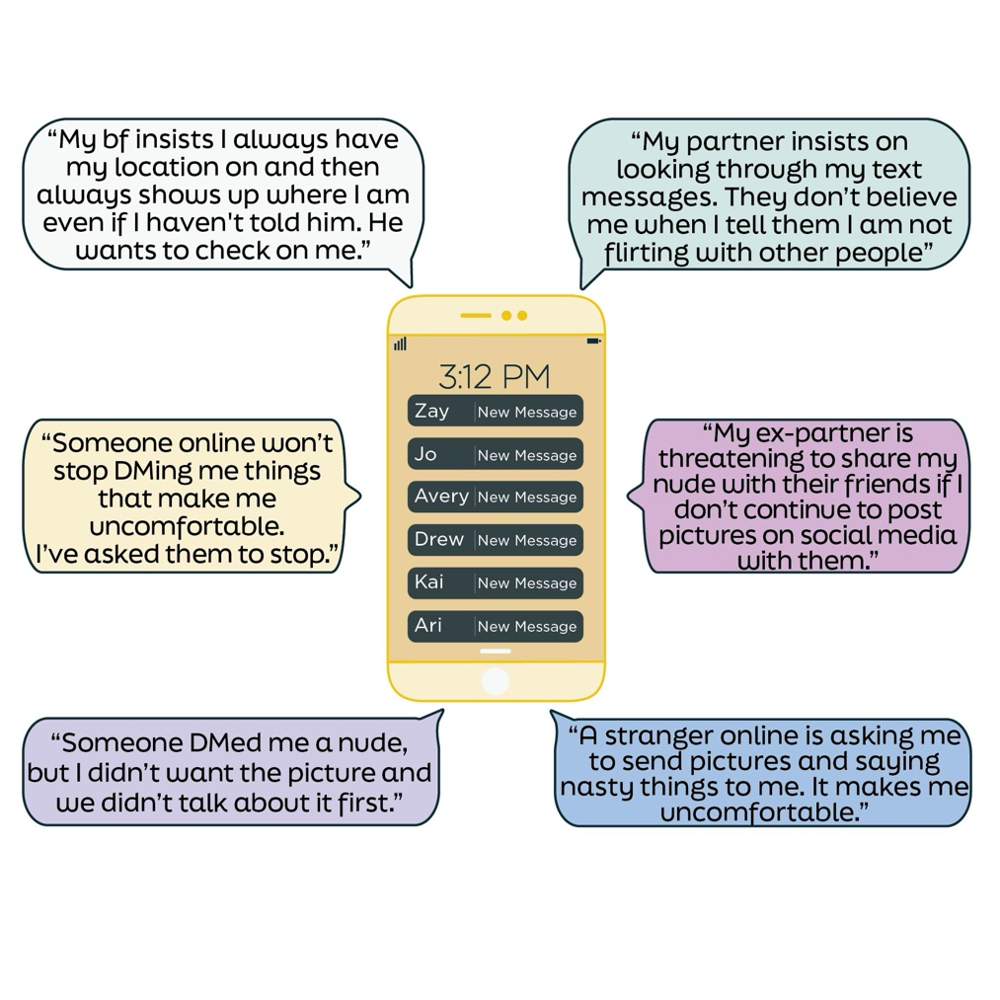 “My bf insists I always have
my location on and then
always shows up where I am
even if I haven't told him. He
wants to check on me.”
“My partner insists on
looking through my text
messages. They don’t believe
me when I tell them I am not
flirting with other people”
3:12 PM
Zay New Message
Jo New Message
Avery New Message
Drew New Message
Kai New Message
Ari New Message
“Someone online won’t
stop DMing me things
that make me
uncomfortable.
I’ve asked them to stop.”
“My ex-partner is
threatening to share my
nude with their friends if I
don’t continue to post
pictures on social media
with them.”
“Someone DMed me a nude,
but I didn’t want the picture and
we didn’t talk about it first.”
“A stranger online is asking me
to send pictures and saying
nasty things to me. It makes me
uncomfortable.”